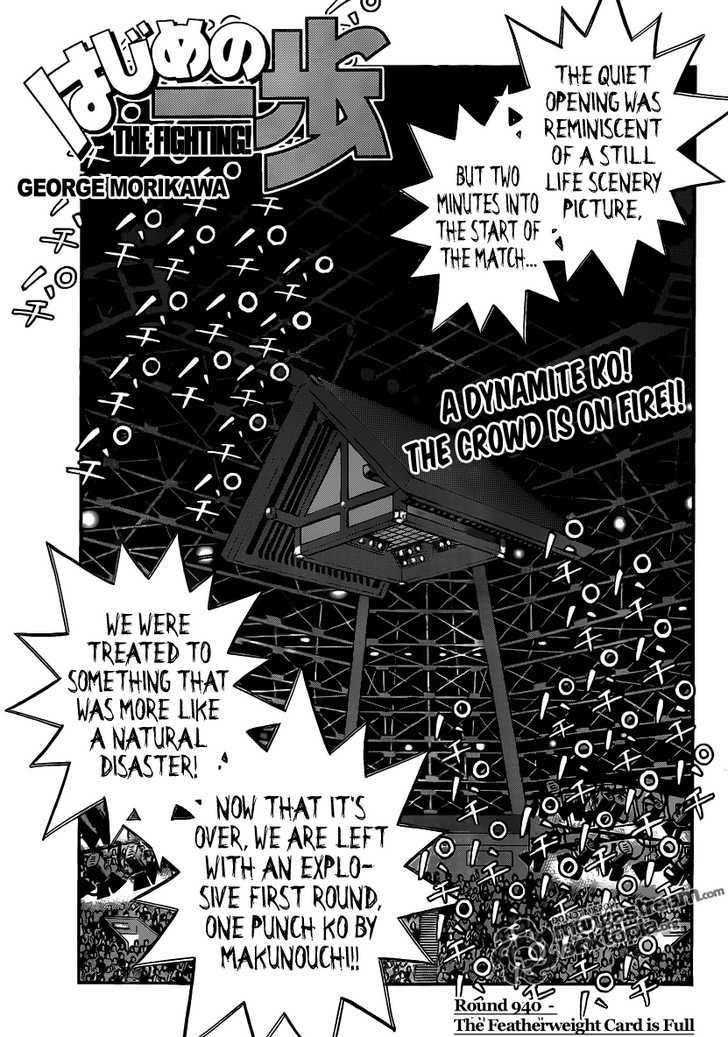 はじめの一歩
THE FIGHTING!
GEORGE MORIKAWA
THE QUIET
OPENING WAS
REMINISCENT
OF A STILL
LIFE SCENERY
PICTURE,
BUT TWO
MINUTES INTO
THE START OF
THE MATCH...
A DYNAMITE KO!
THE CROWD IS ON FIRE!!
WE WERE
TREATED TO
SOMETHING THAT
WAS MORE LIKE
A NATURAL
DISASTER!
NOW THAT IT'S
OVER, WE ARE LEFT
WITH AN EXPLO-
SIVE FIRST ROUND,
ONE PUNCH KO BY
MAKUNOUCHI!!
mangastream.com
Round 940 -
The Featherweight Card is Full